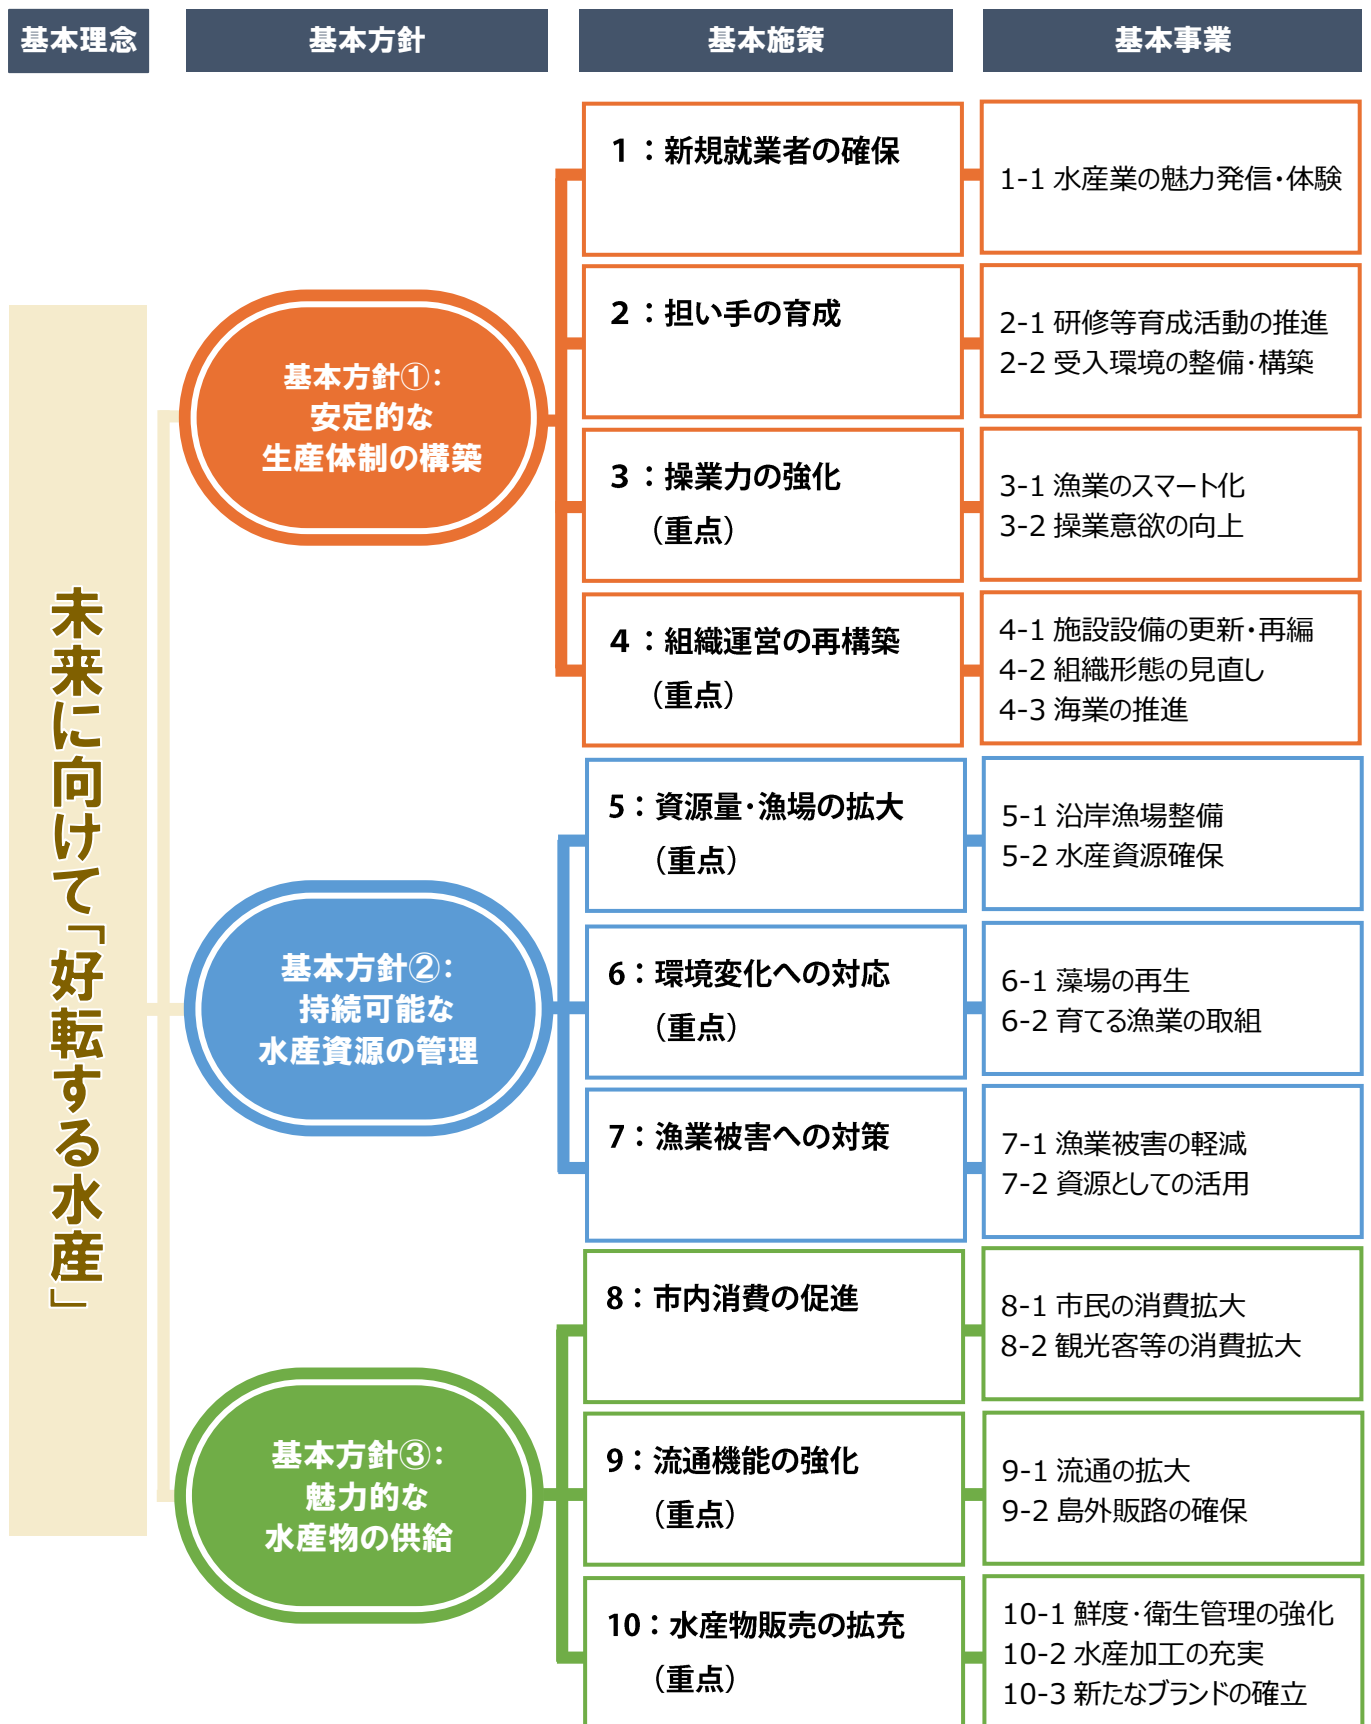 基本理念
基本方針
基本施策
基本事業
未来に向けて「好転する水産」
基本方針①：
安定的な
生産体制の構築
1：新規就業者の確保
1-1 水産業の魅力発信・体験
2：担い手の育成
2-1 研修等育成活動の推進
2-2 受入環境の整備・構築
3：操業力の強化
（重点）
3-1 漁業のスマート化
3-2 操業意欲の向上
4：組織運営の再構築
（重点）
4-1 施設設備の更新・再編
4-2 組織形態の見直し
4-3 海業の推進
基本方針②：
持続可能な
水産資源の管理
5：資源量・漁場の拡大
（重点）
5-1 沿岸漁場整備
5-2 水産資源確保
6：環境変化への対応
（重点）
6-1 藻場の再生
6-2 育てる漁業の取組
7：漁業被害への対策
7-1 漁業被害の軽減
7-2 資源としての活用
基本方針③：
魅力的な
水産物の供給
8：市内消費の促進
8-1 市民の消費拡大
8-2 観光客等の消費拡大
9：流通機能の強化
（重点）
9-1 流通の拡大
9-2 島外販路の確保
10：水産物販売の拡充
（重点）
10-1 鮮度・衛生管理の強化
10-2 水産加工の充実
10-3 新たなブランドの確立